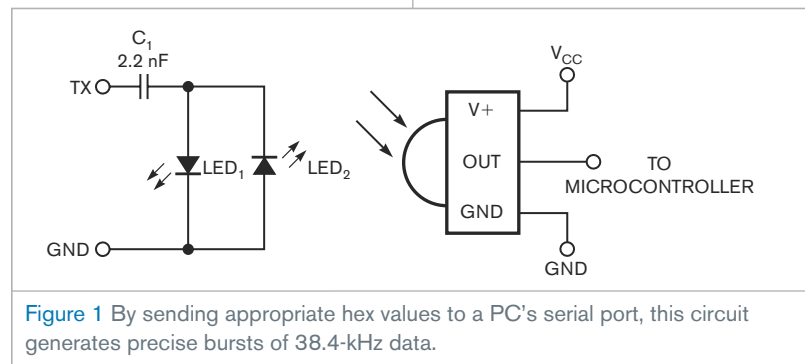 C1
2.2 nF
TX
LED1
LED2
GND
V+
OUT
GND
VCC
TO
MICROCONTROLLER
GND
Figure 1 By sending appropriate hex values to a PC's serial port, this circuit
generates precise bursts of 38.4-kHz data.